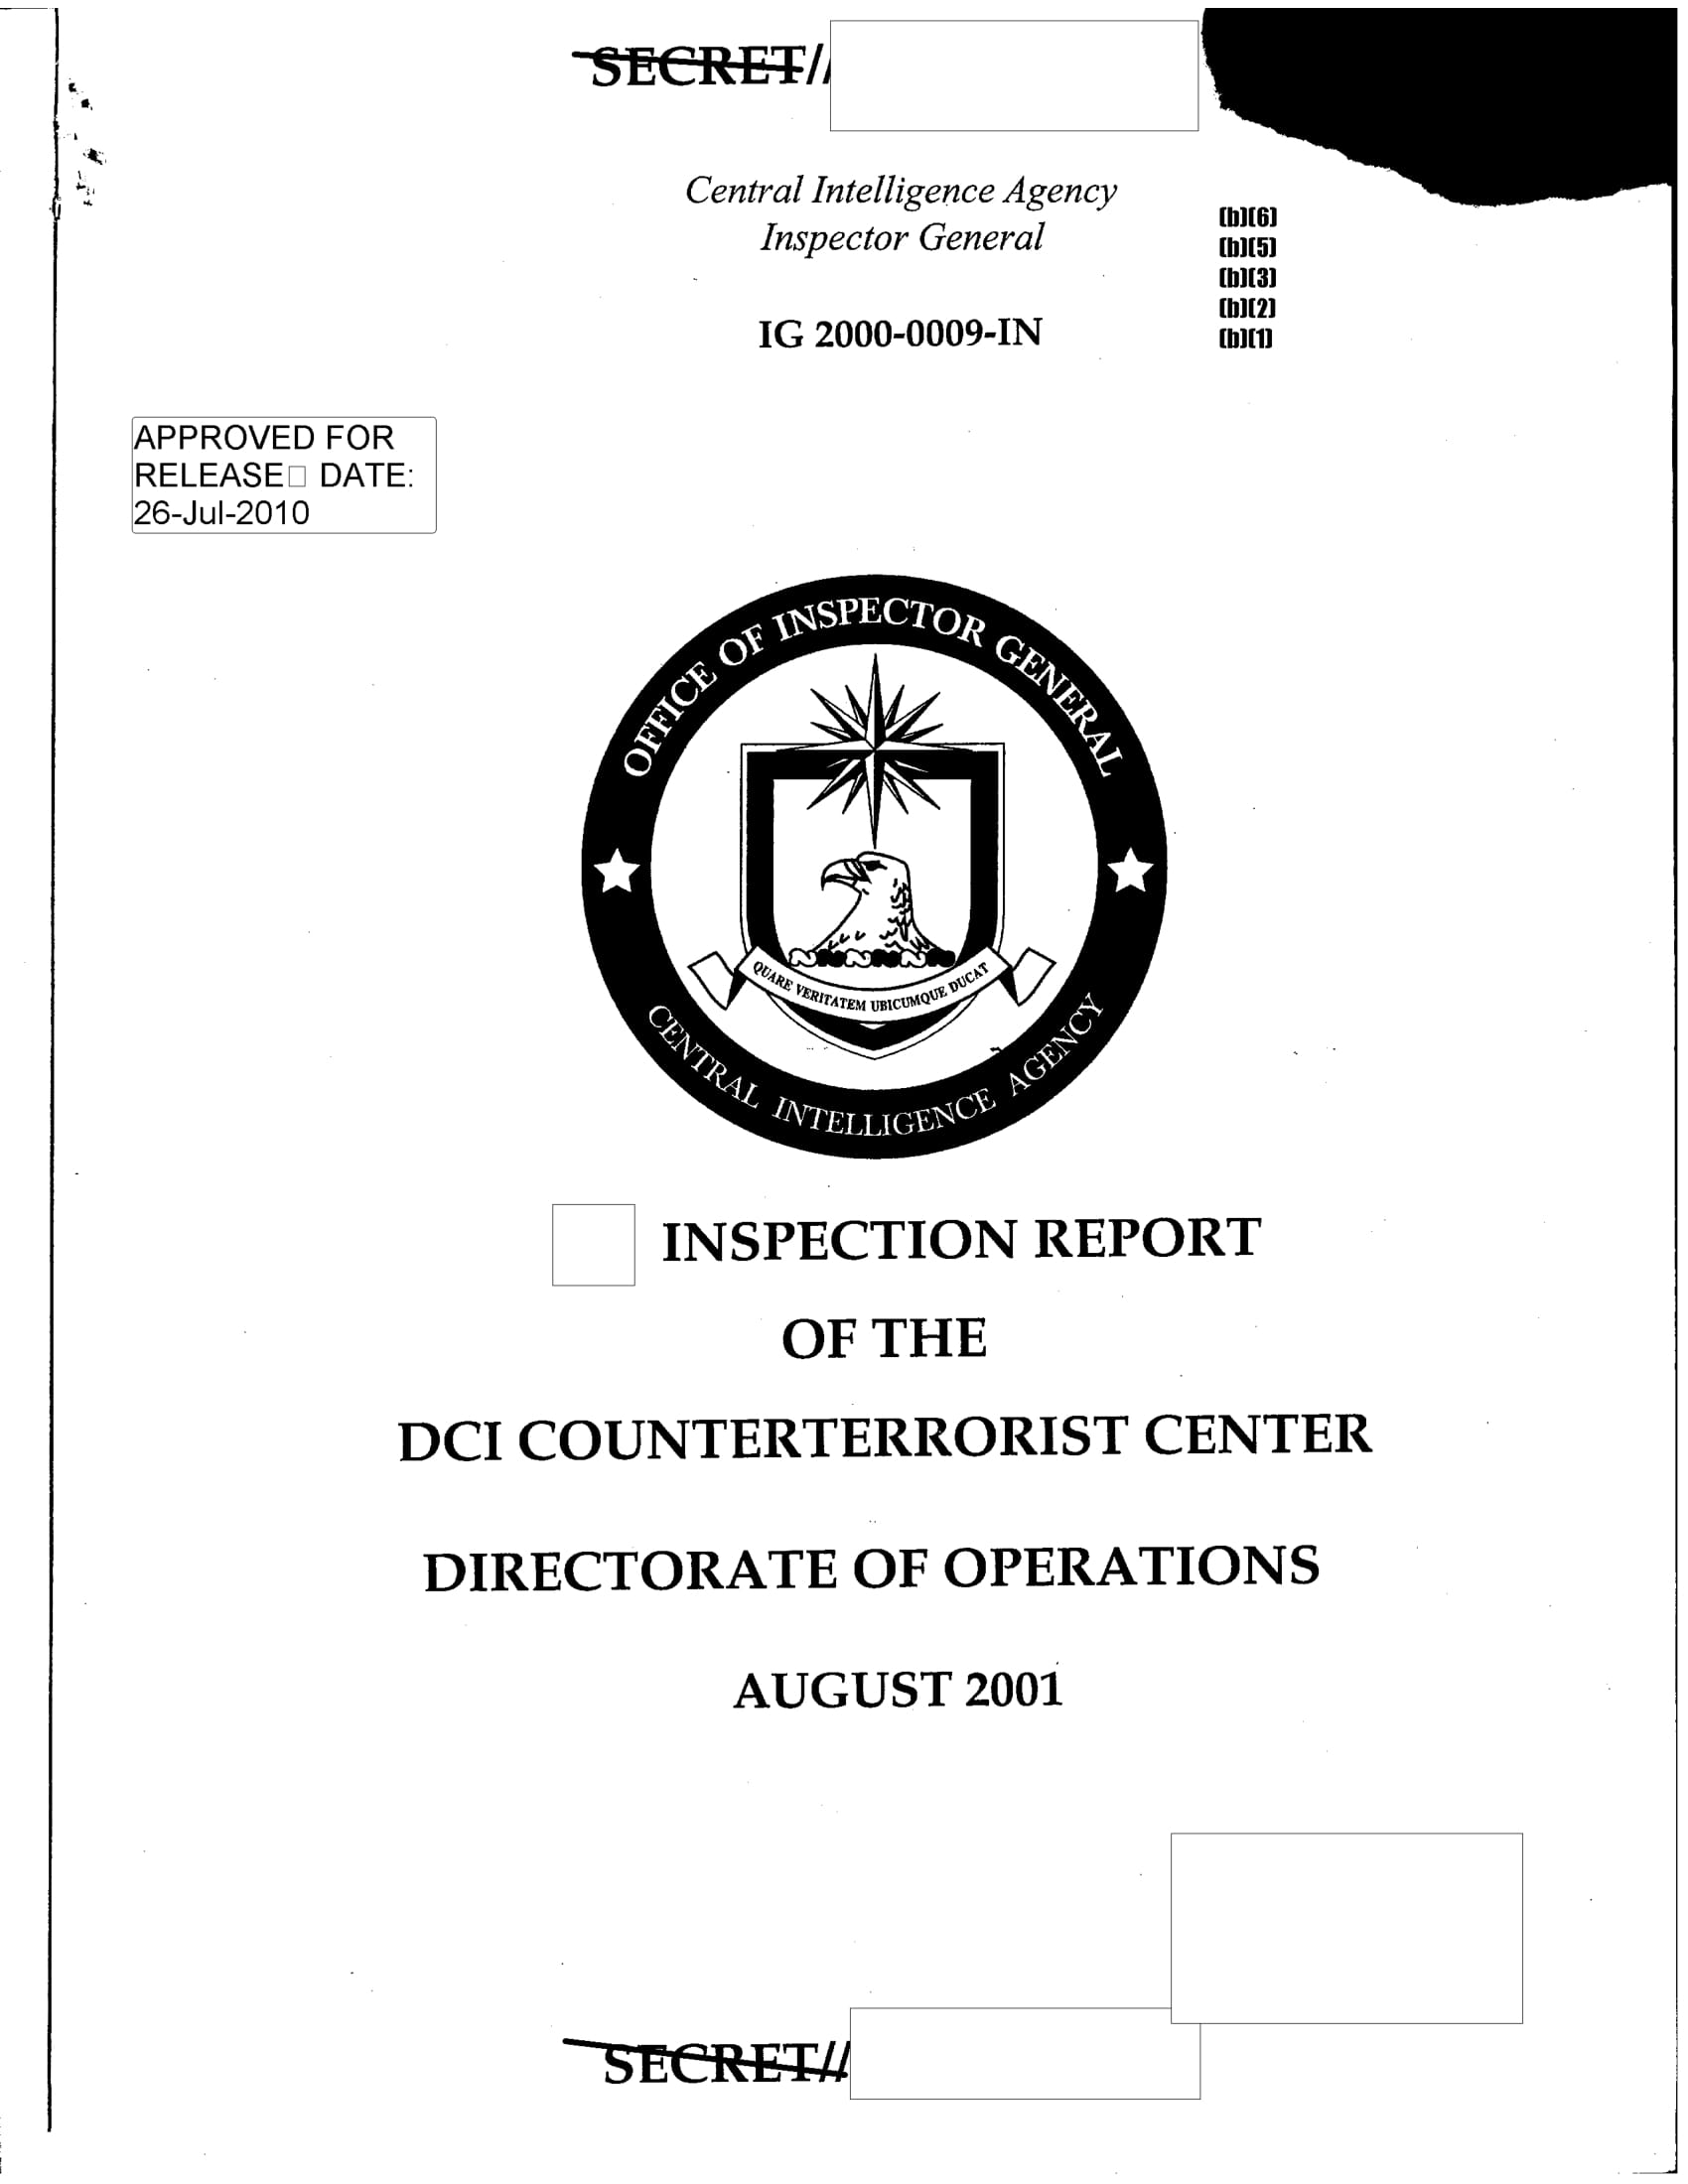 SECRET//
Central Intelligence Agency
Inspector General
IG 2000-0009-IN
(b)(6)
(b)(5)
(b)(3)
(b)(2)
(b)(1)
APPROVED FOR
RELEASE□ DATE:
26-Jul-2010
OFFICE OF INSPECTOR GENERAL
QUARE VERITATEM UBICUMQUE DUCAT
CENTRAL INTELLIGENCE AGENCY
INSPECTION REPORT
OF THE
DCI COUNTERTERRORIST CENTER
DIRECTORATE OF OPERATIONS
AUGUST 2001
SECRET//